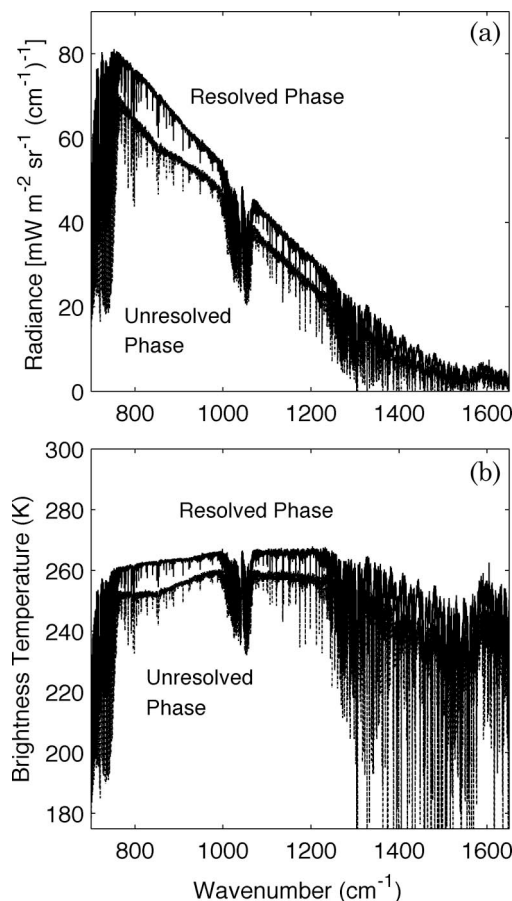 (a)
80
60
40
20
0
Radiance [mW m⁻² sr⁻¹ (cm⁻¹)⁻¹]
Resolved Phase
Unresolved
Phase
800 1000 1200 1400 1600
(b)
300
280
260
240
220
200
180
Brightness Temperature (K)
Resolved Phase
Unresolved
Phase
800 1000 1200 1400 1600
Wavenumber (cm⁻¹)